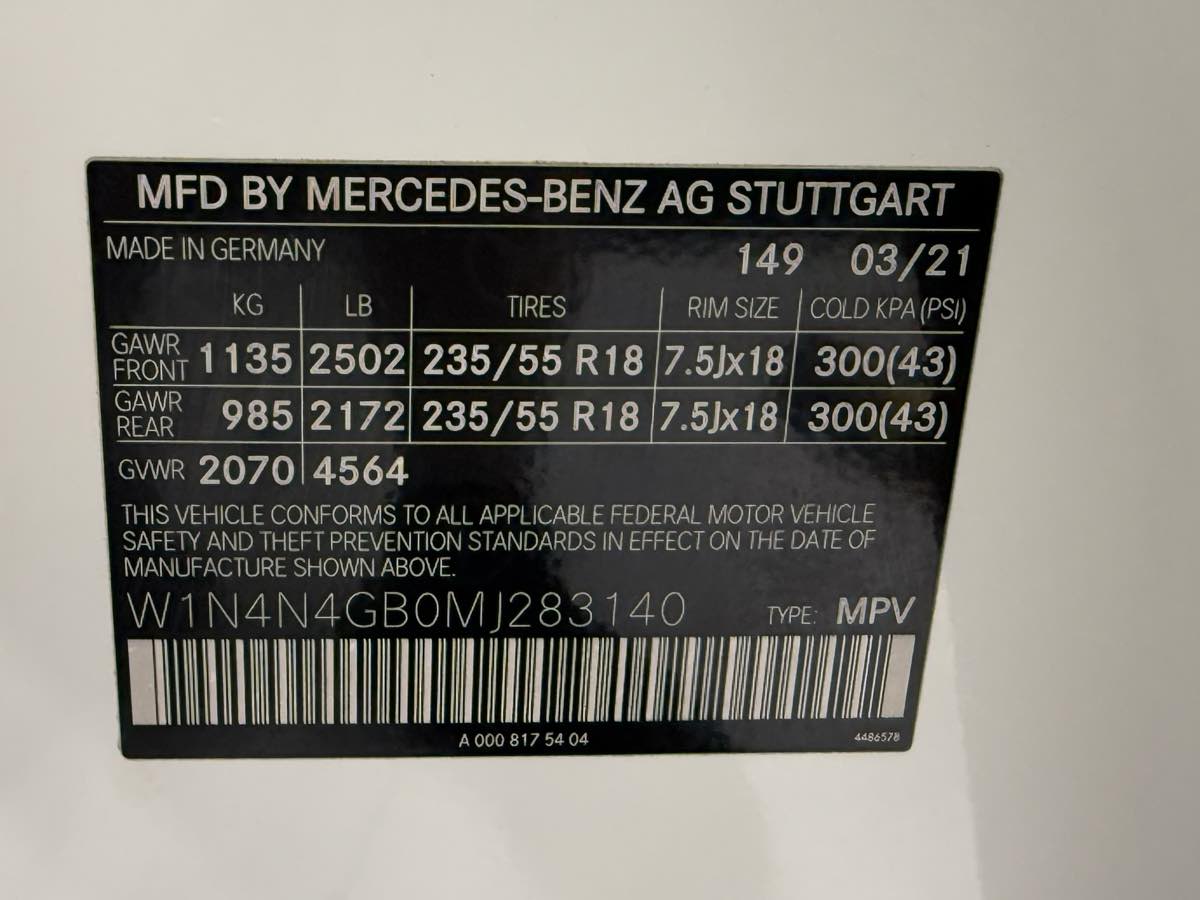 MFD BY MERCEDES-BENZ AG STUTTGART
MADE IN GERMANY 149 03/21
KG LB TIRES RIM SIZE COLD KPA (PSI)
GAWR FRONT 1135 2502 235/55 R18 7.5Jx18 300(43)
GAWR REAR 985 2172 235/55 R18 7.5Jx18 300(43)
GVWR 2070 4564
THIS VEHICLE CONFORMS TO ALL APPLICABLE FEDERAL MOTOR VEHICLE
SAFETY AND THEFT PREVENTION STANDARDS IN EFFECT ON THE DATE OF
MANUFACTURE SHOWN ABOVE.
W1N4N4GB0MJ283140 TYPE: MPV
A 000 817 54 04 4486578